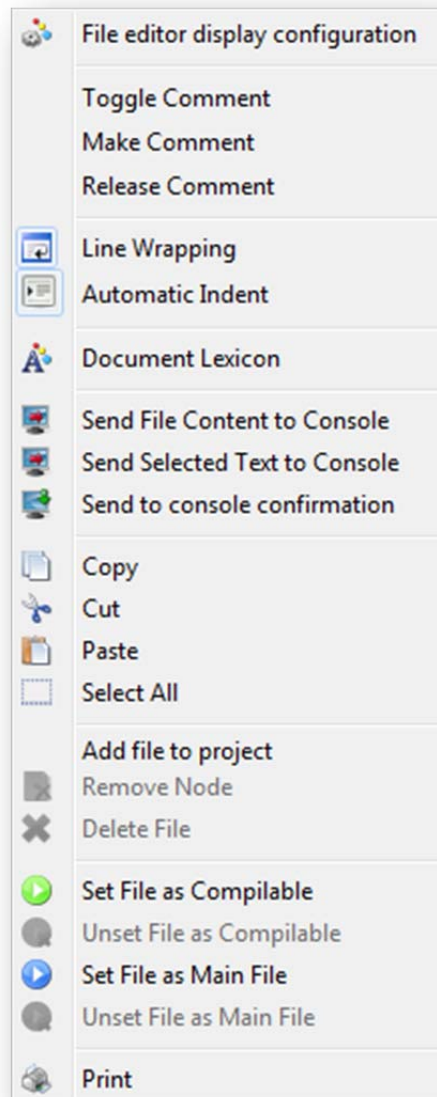 File editor display configuration
Toggle Comment
Make Comment
Release Comment
Line Wrapping
Automatic Indent
Document Lexicon
Send File Content to Console
Send Selected Text to Console
Send to console confirmation
Copy
Cut
Paste
Select All
Add file to project
Remove Node
Delete File
Set File as Compilable
Unset File as Compilable
Set File as Main File
Unset File as Main File
Print